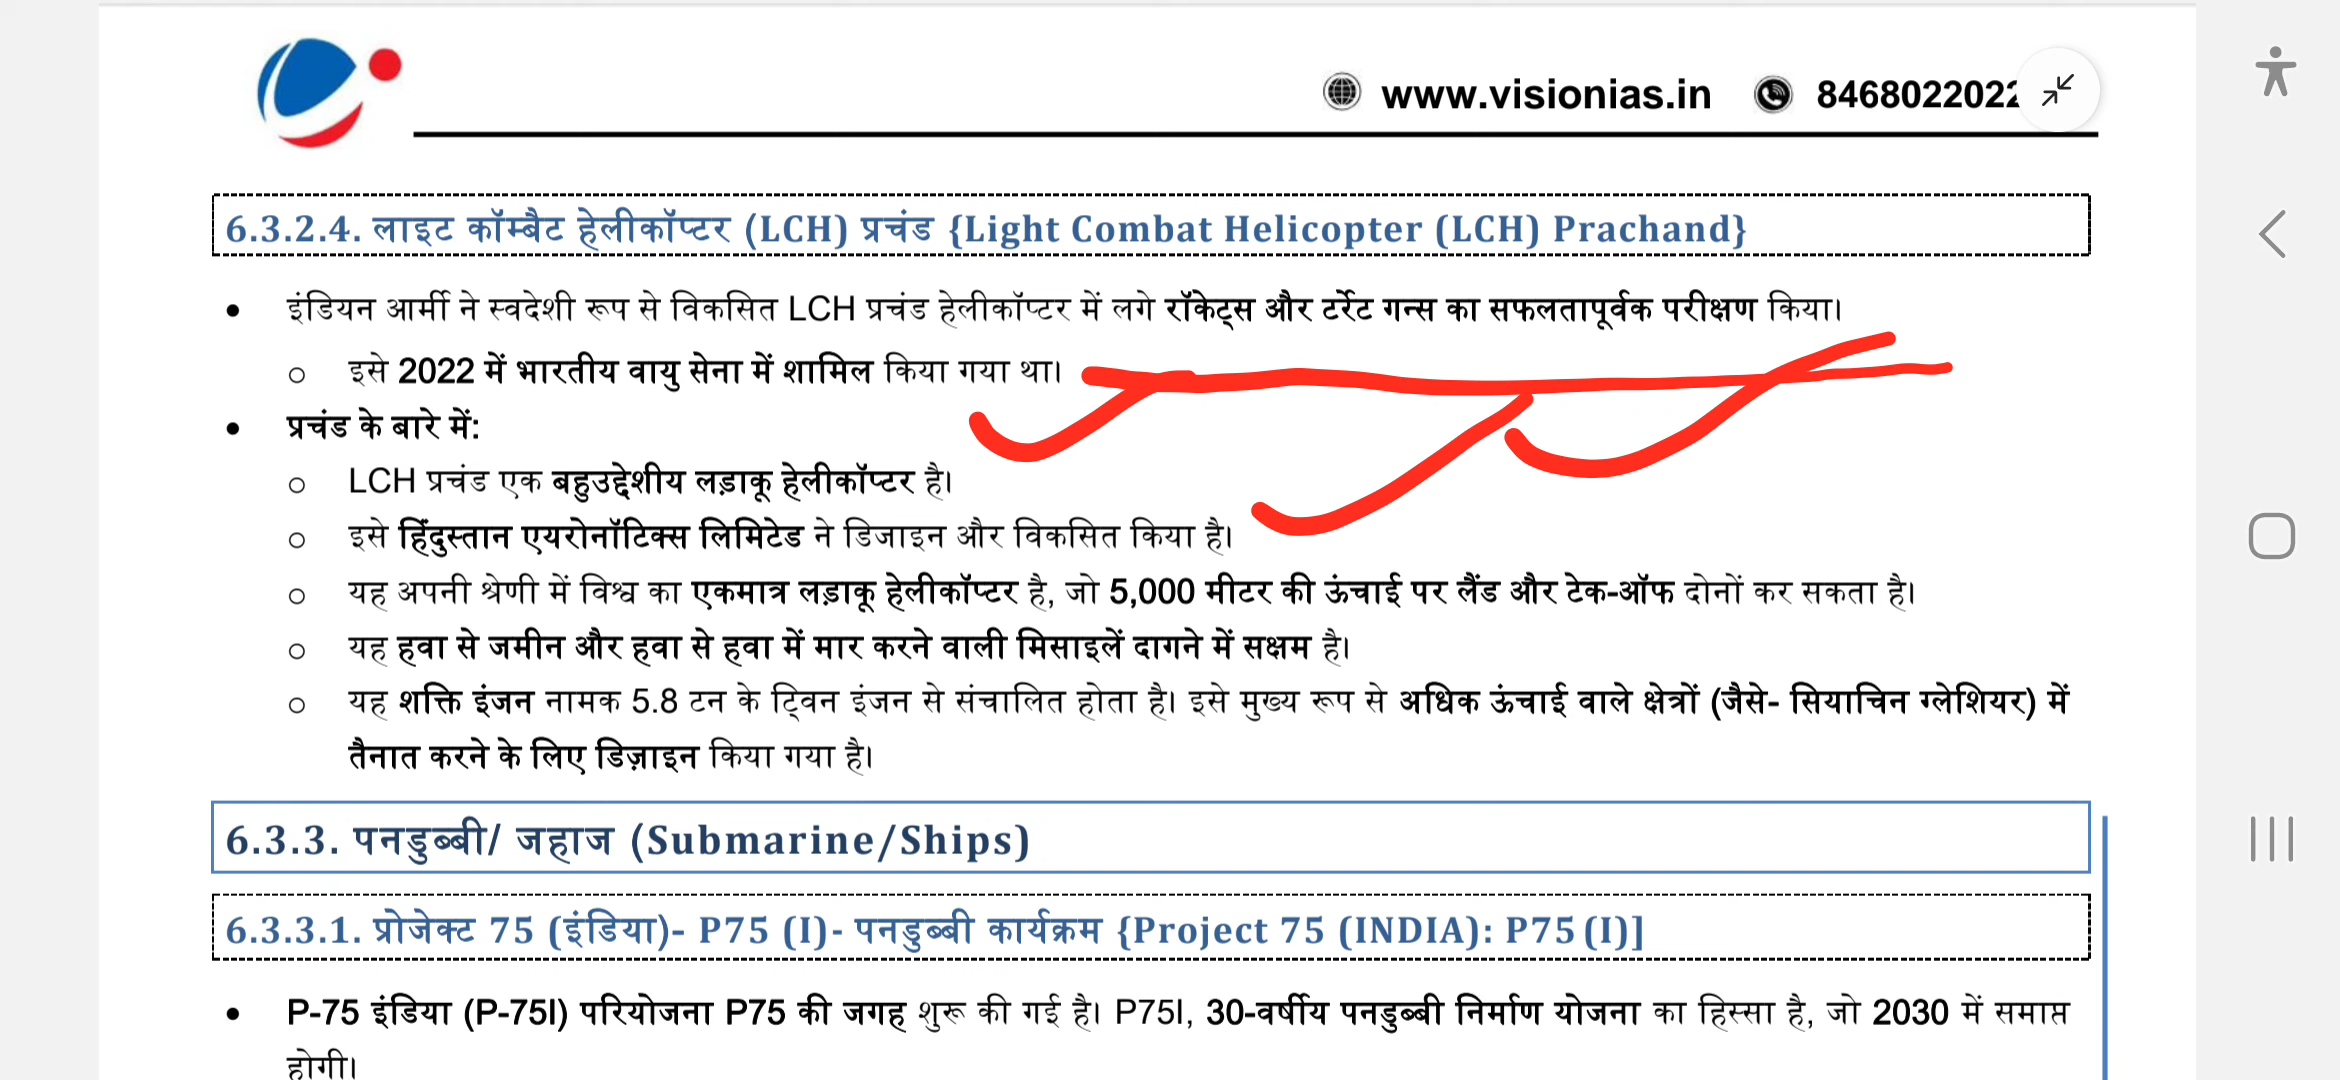 www.visionias.in 8468022022
6.3.2.4. लाइट कॉम्बैट हेलीकॉप्टर (LCH) प्रचंड {Light Combat Helicopter (LCH) Prachand}
• इंडियन आर्मी ने स्वदेशी रूप से विकसित LCH प्रचंड हेलीकॉप्टर में लगे रॉकेट्स और टर्रेट गन्स का सफलतापूर्वक परीक्षण किया।
○ इसे 2022 में भारतीय वायु सेना में शामिल किया गया था।
• प्रचंड के बारे में:
○ LCH प्रचंड एक बहुउद्देशीय लड़ाकू हेलीकॉप्टर है।
○ इसे हिंदुस्तान एयरोनॉटिक्स लिमिटेड ने डिजाइन और विकसित किया है।
○ यह अपनी श्रेणी में विश्व का एकमात्र लड़ाकू हेलीकॉप्टर है, जो 5,000 मीटर की ऊंचाई पर लैंड और टेक-ऑफ दोनों कर सकता है।
○ यह हवा से जमीन और हवा से हवा में मार करने वाली मिसाइलें दागने में सक्षम है।
○ यह शक्ति इंजन नामक 5.8 टन के ट्विन इंजन से संचालित होता है। इसे मुख्य रूप से अधिक ऊंचाई वाले क्षेत्रों (जैसे- सियाचिन ग्लेशियर) में
तैनात करने के लिए डिज़ाइन किया गया है।
6.3.3. पनडुब्बी/ जहाज (Submarine/Ships)
6.3.3.1. प्रोजेक्ट 75 (इंडिया)- P75 (I)- पनडुब्बी कार्यक्रम {Project 75 (INDIA): P75 (I)]
• P-75 इंडिया (P-75I) परियोजना P75 की जगह शुरू की गई है। P75I, 30-वर्षीय पनडुब्बी निर्माण योजना का हिस्सा है, जो 2030 में समाप्त
होगी।